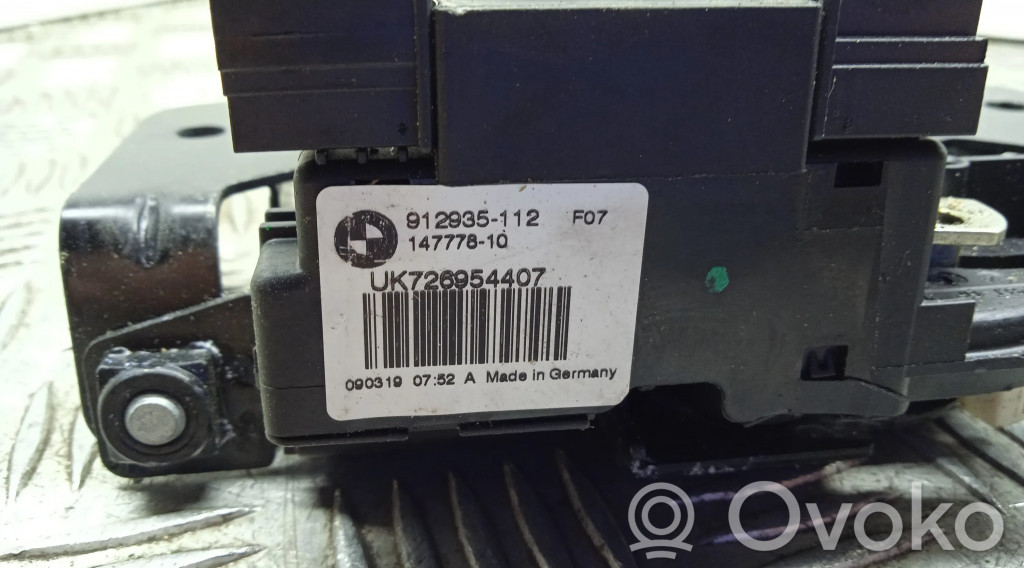 912935-112 F07
147778-10
UK726954407
090319 07:52 A Made in Germany
Ovoko